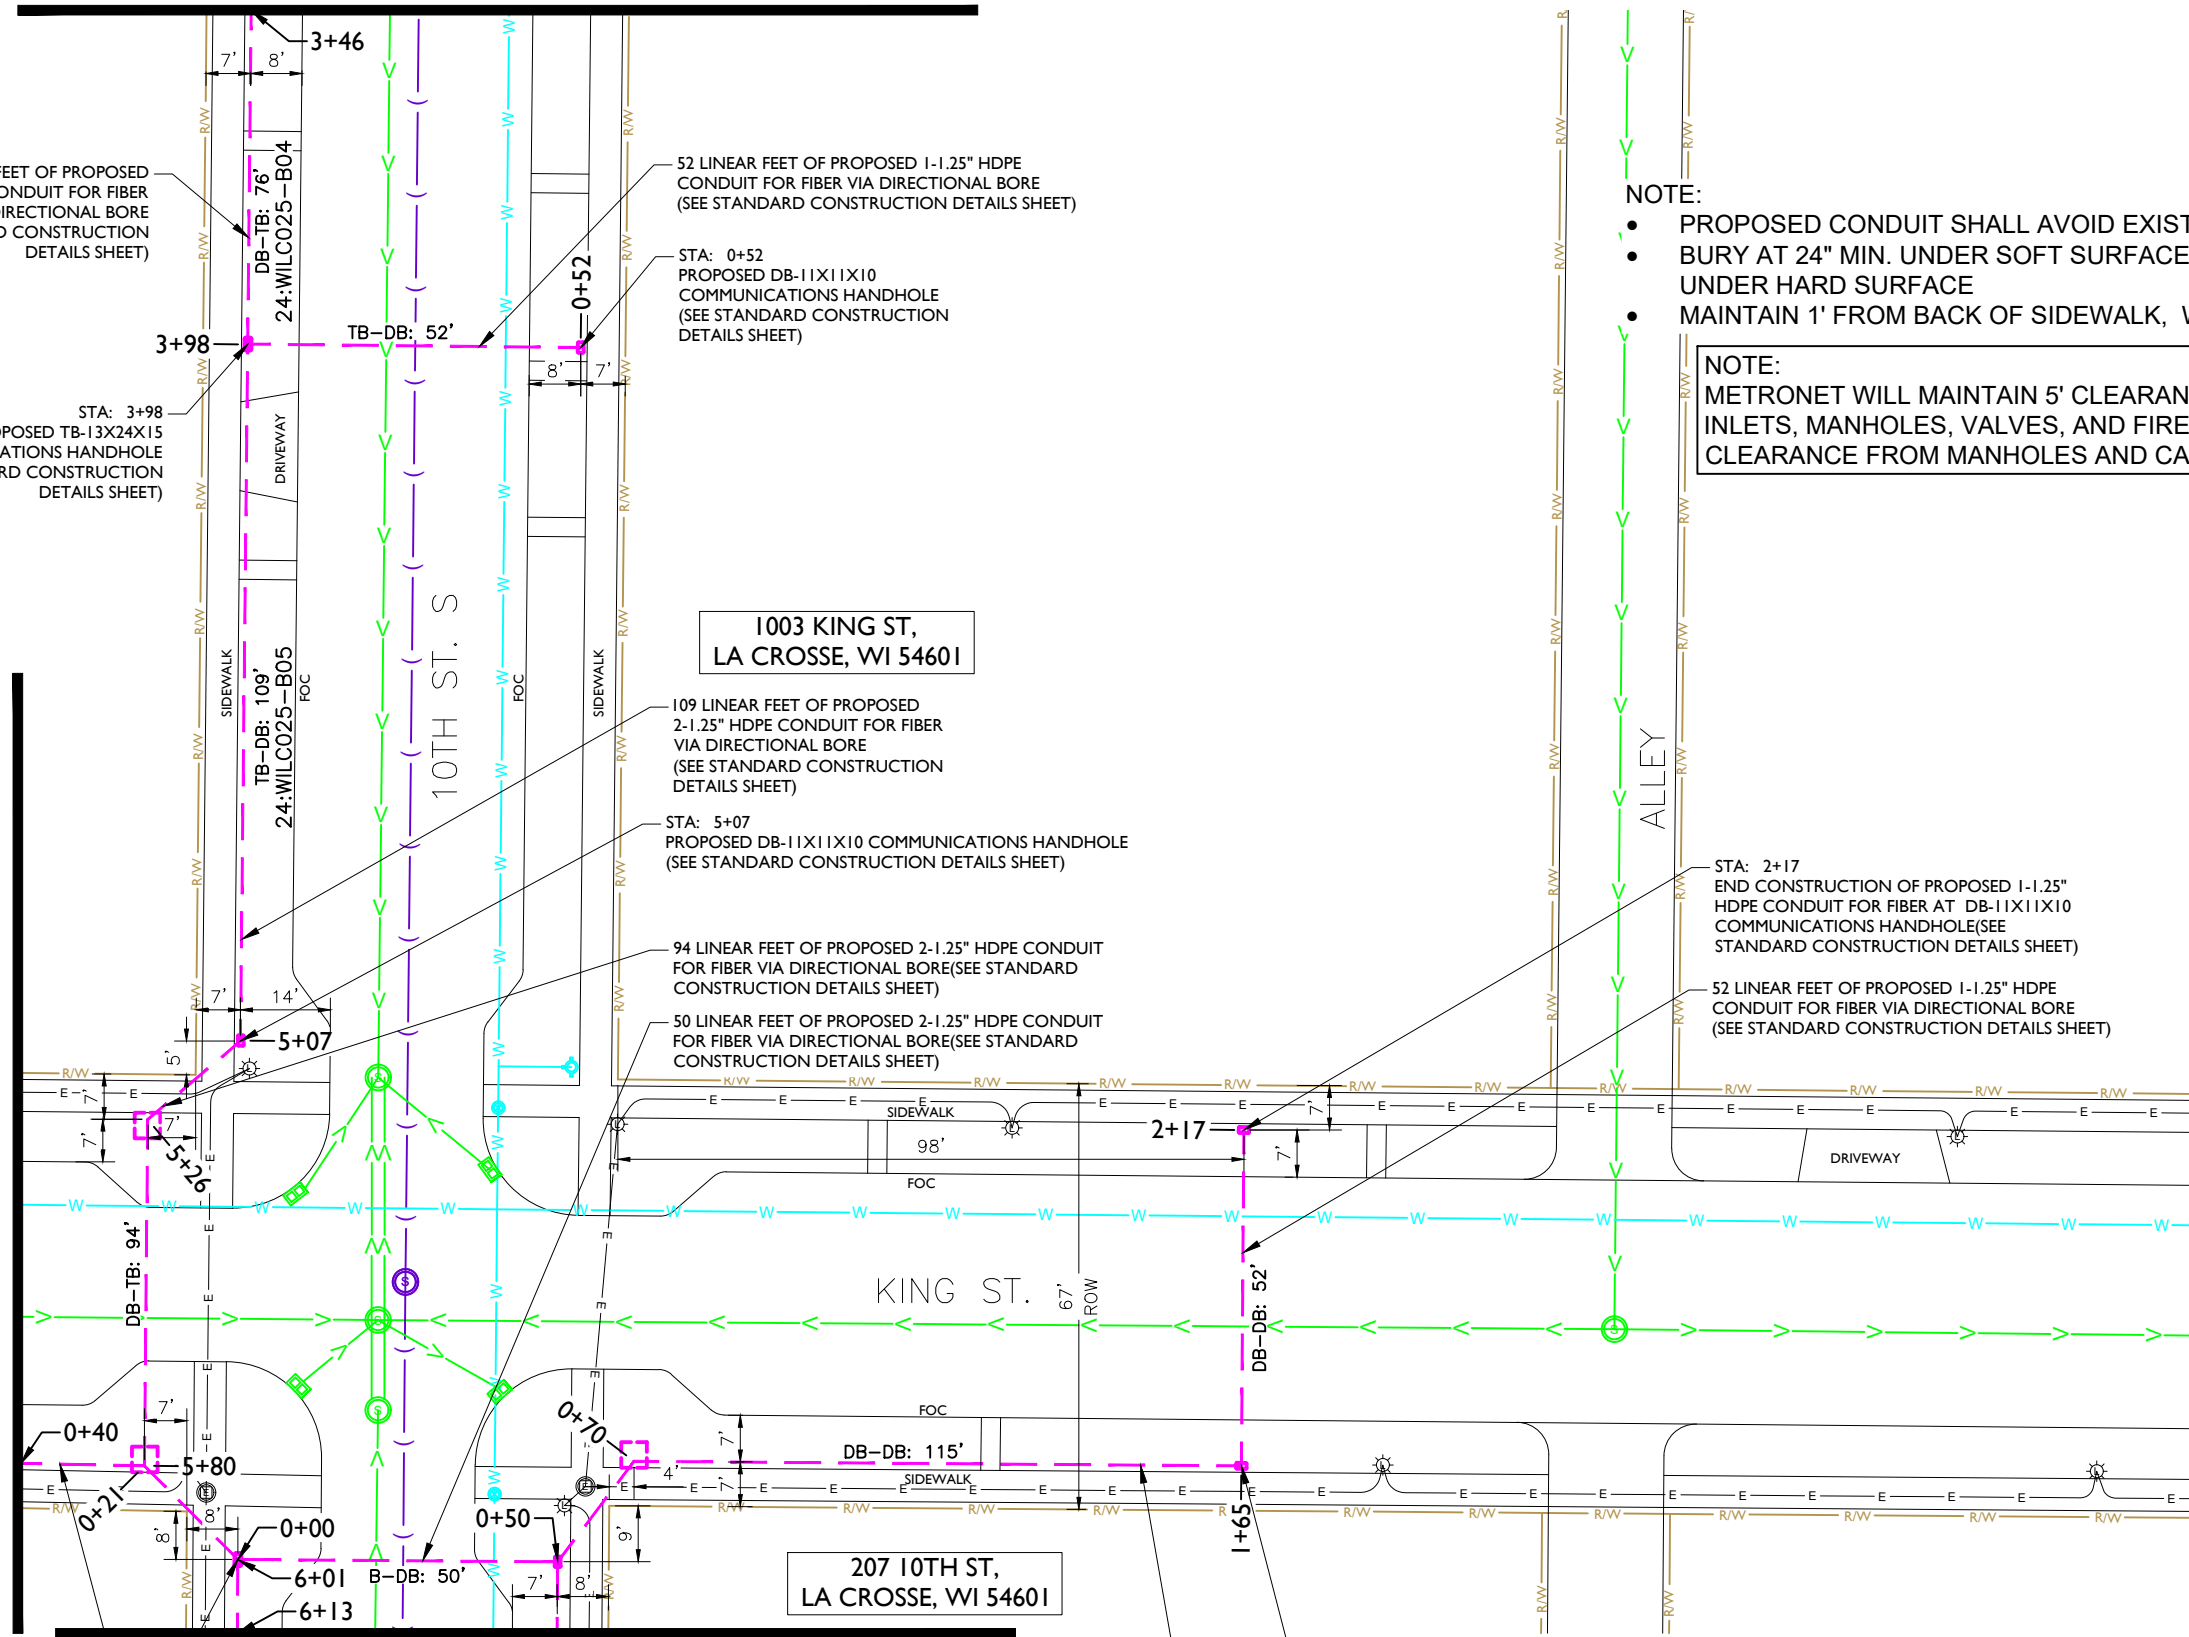 3+46
7'
8'
FEET OF PROPOSED
CONDUIT FOR FIBER
DIRECTIONAL BORE
CONSTRUCTION
DETAILS SHEET)
DB-TB: 76'
24:WILC025-B04
52 LINEAR FEET OF PROPOSED 1-1.25" HDPE
CONDUIT FOR FIBER VIA DIRECTIONAL BORE
(SEE STANDARD CONSTRUCTION DETAILS SHEET)
STA: 0+52
PROPOSED DB-11X11X10
COMMUNICATIONS HANDHOLE
(SEE STANDARD CONSTRUCTION
DETAILS SHEET)
0+52
TB-DB: 52'
3+98
8'
7'
STA: 3+98
TB-13X24X15
HANDHOLE
CONSTRUCTION
DETAILS SHEET)
DRIVEWAY
NOTE:
• PROPOSED CONDUIT SHALL AVOID
• BURY AT 24" MIN. UNDER SOFT SURFACE
UNDER HARD SURFACE
• MAINTAIN 1' FROM BACK OF SIDEWALK,
NOTE:
METRONET WILL MAINTAIN 5'
INLETS, MANHOLES, VALVES, AND FIRE
CLEARANCE FROM MANHOLES AND
10TH ST. S
1003 KING ST,
LA CROSSE, WI 54601
SIDEWALK
TB-DB: 109'
24:WILC025-B05
FOC
FOC
SIDEWALK
109 LINEAR FEET OF PROPOSED
2-1.25" HDPE CONDUIT FOR FIBER
VIA DIRECTIONAL BORE
(SEE STANDARD CONSTRUCTION
DETAILS SHEET)
STA: 5+07
PROPOSED DB-11X11X10 COMMUNICATIONS HANDHOLE
(SEE STANDARD CONSTRUCTION DETAILS SHEET)
ALLEY
STA: 2+17
END CONSTRUCTION OF PROPOSED 1-1.25"
HDPE CONDUIT FOR FIBER AT DB-11X11X10
COMMUNICATIONS HANDHOLE(SEE
STANDARD CONSTRUCTION DETAILS SHEET)
94 LINEAR FEET OF PROPOSED 2-1.25" HDPE CONDUIT
FOR FIBER VIA DIRECTIONAL BORE(SEE STANDARD
CONSTRUCTION DETAILS SHEET)
50 LINEAR FEET OF PROPOSED 2-1.25" HDPE CONDUIT
FOR FIBER VIA DIRECTIONAL BORE(SEE STANDARD
CONSTRUCTION DETAILS SHEET)
52 LINEAR FEET OF PROPOSED 1-1.25" HDPE
CONDUIT FOR FIBER VIA DIRECTIONAL BORE
(SEE STANDARD CONSTRUCTION DETAILS SHEET)
7'
14'
5+07
5'
7'
7'
7'
5+26
R/W
E
W
SIDEWALK
2+17
98'
7'
7'
FOC
DRIVEWAY
DB-TB: 94'
KING ST.
67'
ROW
DB-DB: 52'
0+40
7'
5+80
0+21
8'
8'
0+00
6+01
6+13
B-DB: 50'
0+50
0+70
4'
7'
7'
9'
7'
8'
FOC
DB-DB: 115'
SIDEWALK
1+65
207 10TH ST,
LA CROSSE, WI 54601